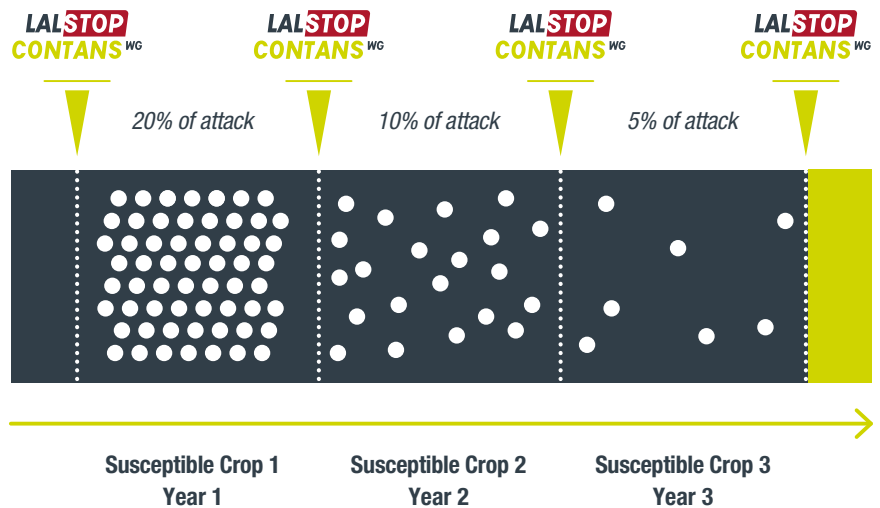 LALSTOP
CONTANS WG
LALSTOP
CONTANS WG
LALSTOP
CONTANS WG
LALSTOP
CONTANS WG
20% of attack
10% of attack
5% of attack
Susceptible Crop 1
Year 1
Susceptible Crop 2
Year 2
Susceptible Crop 3
Year 3